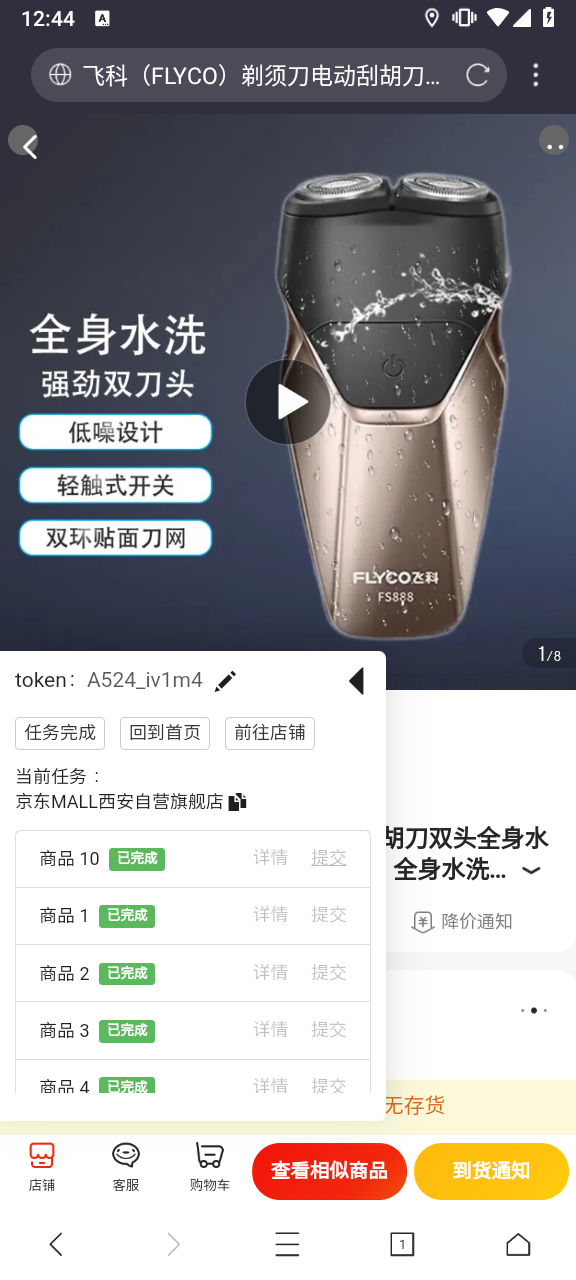 12:44
A
飞科（FLYCO）剃须刀电动刮胡刀...
全身水洗
强劲双刀头
低噪设计
轻触式开关
双环贴面刀网
FLYCO飞科
FS888
1/8
token： A524_iv1m4
任务完成 回到首页 前往店铺
当前任务：
京东MALL西安自营旗舰店
商品 10 已完成 详情 提交
商品 1 已完成 详情 提交
商品 2 已完成 详情 提交
商品 3 已完成 详情 提交
商品 4 已完成 详情 提交
胡刀双头全身水
全身水洗...
降价通知
无存货
店铺 客服 购物车 查看相似商品 到货通知
1